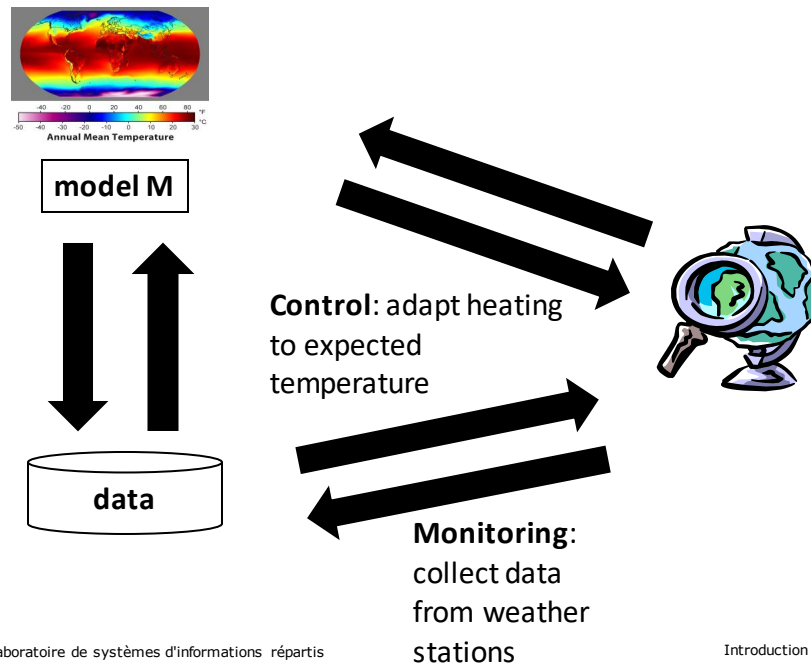 -40 -20 0 20 40 60 80 °F
-50 -40 -30 -20 -10 0 10 20 30 °C
Annual Mean Temperature
model M
Control: adapt heating
to expected
temperature
data
Monitoring:
collect data
from weather
stations
aboratoire de systèmes d'informations répartis
Introduction